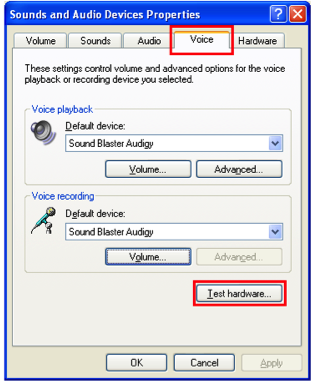 Sounds and Audio Devices Properties
Volume Sounds Audio Voice Hardware
These settings control volume and advanced options for the voice
playback or recording device you selected.
Voice playback
Default device:
Sound Blaster Audigy
Volume... Advanced...
Voice recording
Default device:
Sound Blaster Audigy
Volume... Advanced...
Test hardware...
OK Cancel Apply